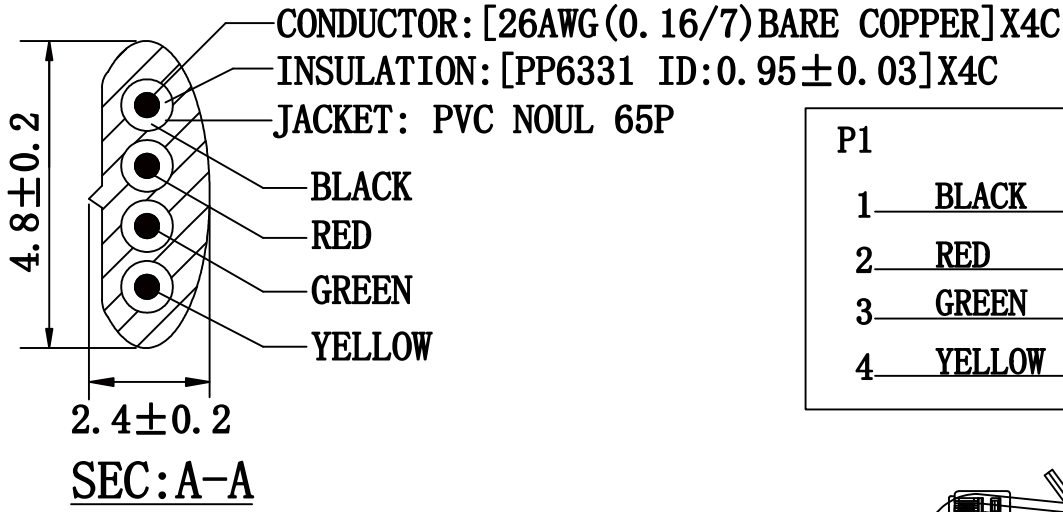 CONDUCTOR:[26AWG(0.16/7)BARE COPPER]X4C
INSULATION:[PP6331 ID:0.95±0.03]X4C
JACKET: PVC NOUL 65P
BLACK
RED
GREEN
YELLOW
4.8±0.2
2.4±0.2
SEC:A-A
P1
1 BLACK
2 RED
3 GREEN
4 YELLOW